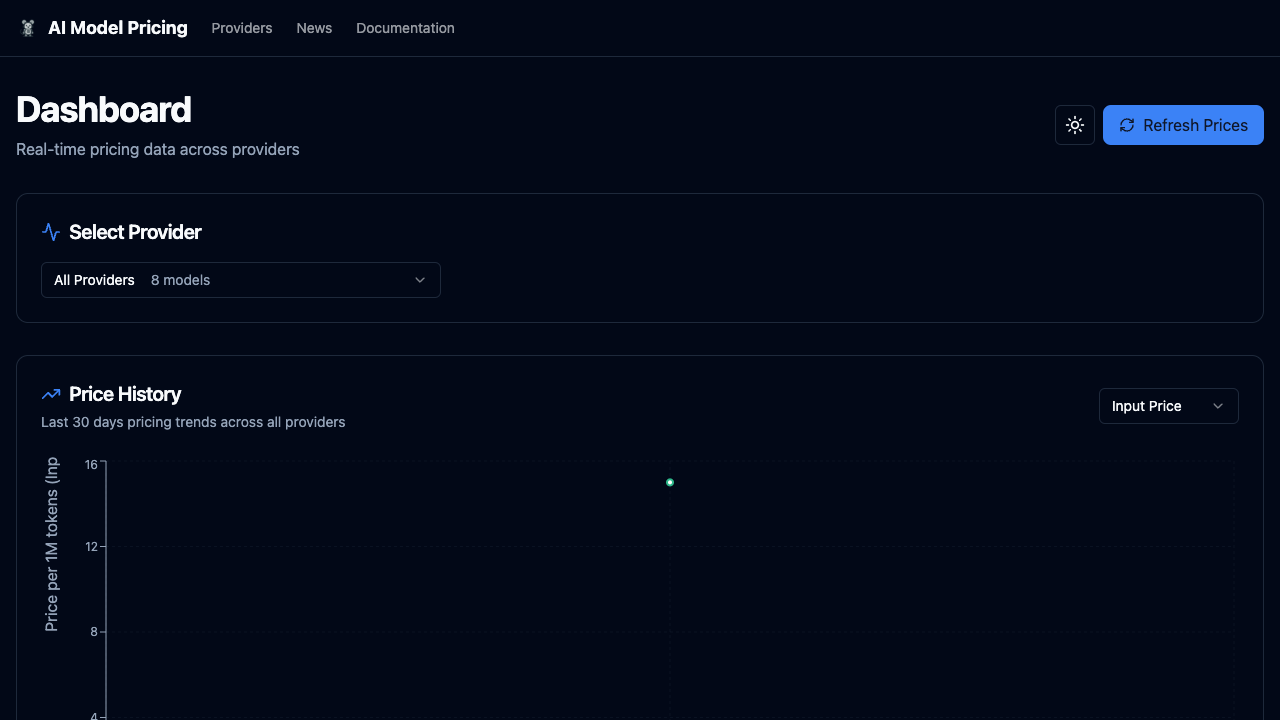 AI Model Pricing
Providers
News
Documentation
Dashboard
Real-time pricing data across providers
Refresh Prices
Select Provider
All Providers 8 models
Price History
Last 30 days pricing trends across all providers
Input Price
Price per 1M tokens (Inp
16
12
8
4